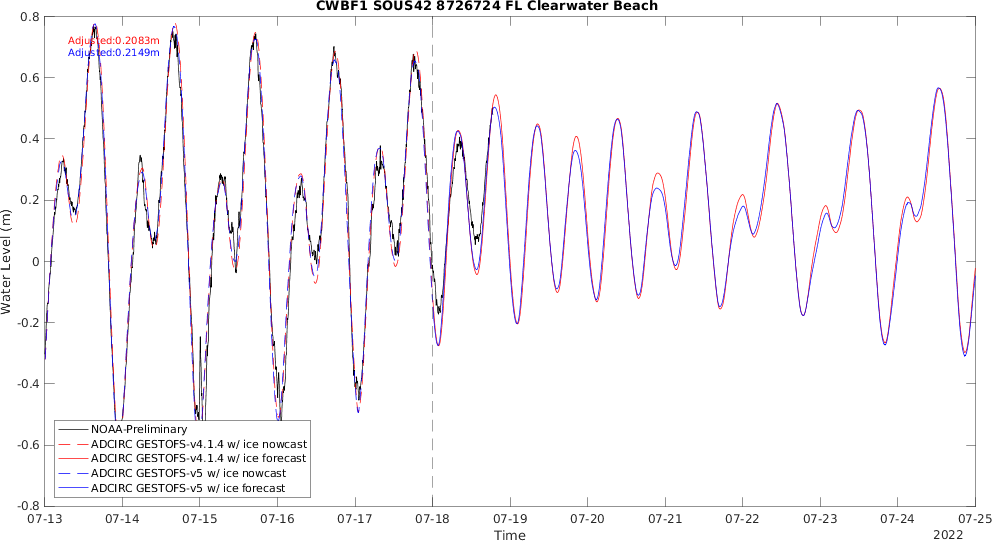 CWBF1 SOUS42 8726724 FL Clearwater Beach
Adjusted:0.2083m
Adjusted:0.2149m
Water Level (m)
0.8
0.6
0.4
0.2
0
-0.2
-0.4
-0.6
-0.8
NOAA-Preliminary
ADCIRC GESTOFS-v4.1.4 w/ ice nowcast
ADCIRC GESTOFS-v4.1.4 w/ ice forecast
ADCIRC GESTOFS-v5 w/ ice nowcast
ADCIRC GESTOFS-v5 w/ ice forecast
07-13 07-14 07-15 07-16 07-17 07-18 07-19 07-20 07-21 07-22 07-23 07-24 07-25
Time
2022